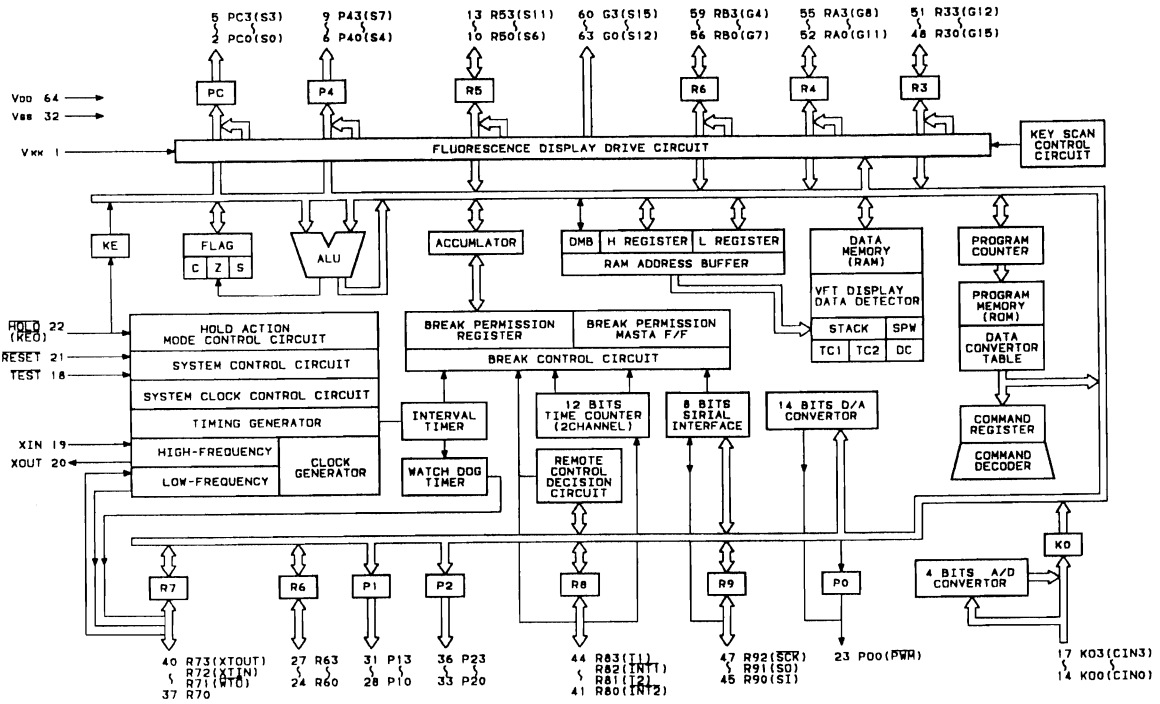 5 PC3(S3)
2 PC0(S0)
9 P43(S7)
6 P40(S4)
13 R53(S11)
10 R50(S6)
60 G3(S15)
63 G0(S12)
59 RB3(G4)
56 RB0(G7)
55 RA3(G8)
52 RA0(G11)
51 R33(G12)
48 R30(G15)
PC
P4
R5
R6
R4
R3
VDD 64
VSS 32
VKK 1
FLUORESCENCE DISPLAY DRIVE CIRCUIT
KEY SCAN
CONTROL
CIRCUIT
KE
FLAG
C Z S
ALU
ACCUMLATOR
DMB H REGISTER L REGISTER
RAM ADDRESS BUFFER
DATA
MEMORY
(RAM)
VFT DISPLAY
DATA DETECTOR
STACK SPW
TC1 TC2 DC
PROGRAM
COUNTER
PROGRAM
MEMORY
(ROM)
DATA
CONVERTOR
TABLE
COMMAND
REGISTER
COMMAND
DECODER
HOLD 22
(KEO)
RESET 21
TEST 18
XIN 19
XOUT 20
HOLD ACTION
MODE CONTROL CIRCUIT
SYSTEM CONTROL CIRCUIT
SYSTEM CLOCK CONTROL CIRCUIT
TIMING GENERATOR
HIGH-FREQUENCY
LOW-FREQUENCY
CLOCK
GENERATOR
BREAK PERMISSION
REGISTER
BREAK PERMISSION
MASTA F/F
BREAK CONTROL CIRCUIT
INTERVAL
TIMER
WATCH DOG
TIMER
12 BITS
TIME COUNTER
(2CHANNEL)
8 BITS
SIRIAL
INTERFACE
14 BITS D/A
CONVERTOR
REMOTE
CONTROL
DECISION
CIRCUIT
R7
R6
P1
P2
R8
R9
P0
4 BITS A/D
CONVERTOR
K0
40 R73(XTOUT)
R72(XTIN)
R71(WTO)
37 R70
27 R63
24 R60
31 P13
28 P10
36 P23
33 P20
44 R83(T1)
R82(INT1)
R81(T2)
41 R80(INT2)
47 R92(SCK)
R91(SO)
45 R90(SI)
23 P00(PWM)
17 K03(CIN3)
14 K00(CIN0)